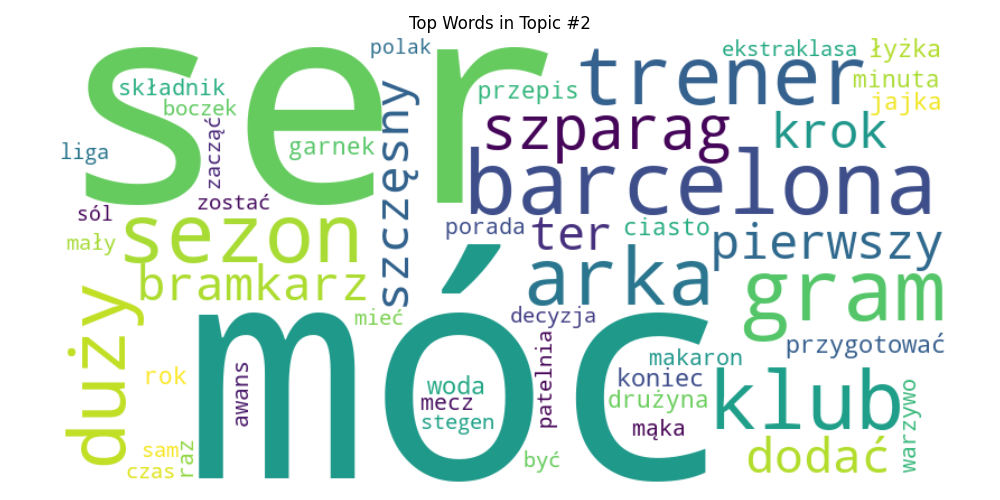 Top Words in Topic #2
ser
móc
barcelona
trener
szparag
krok
sezon
bramkarz
szczęsny
arka
ter
pierwszy
gram
klub
duży
dodać
polak
ekstraklasa
łyżka
minuta
jajka
składnik
boczek
przepis
garnek
liga
zacząć
zostać
sól
mały
porada
ciasto
mieć
decyzja
przygotować
makaron
koniec
drużyna
mąka
patelnia
woda
mecz
stegen
rok
awans
sam
czas
raz
być
warzywo